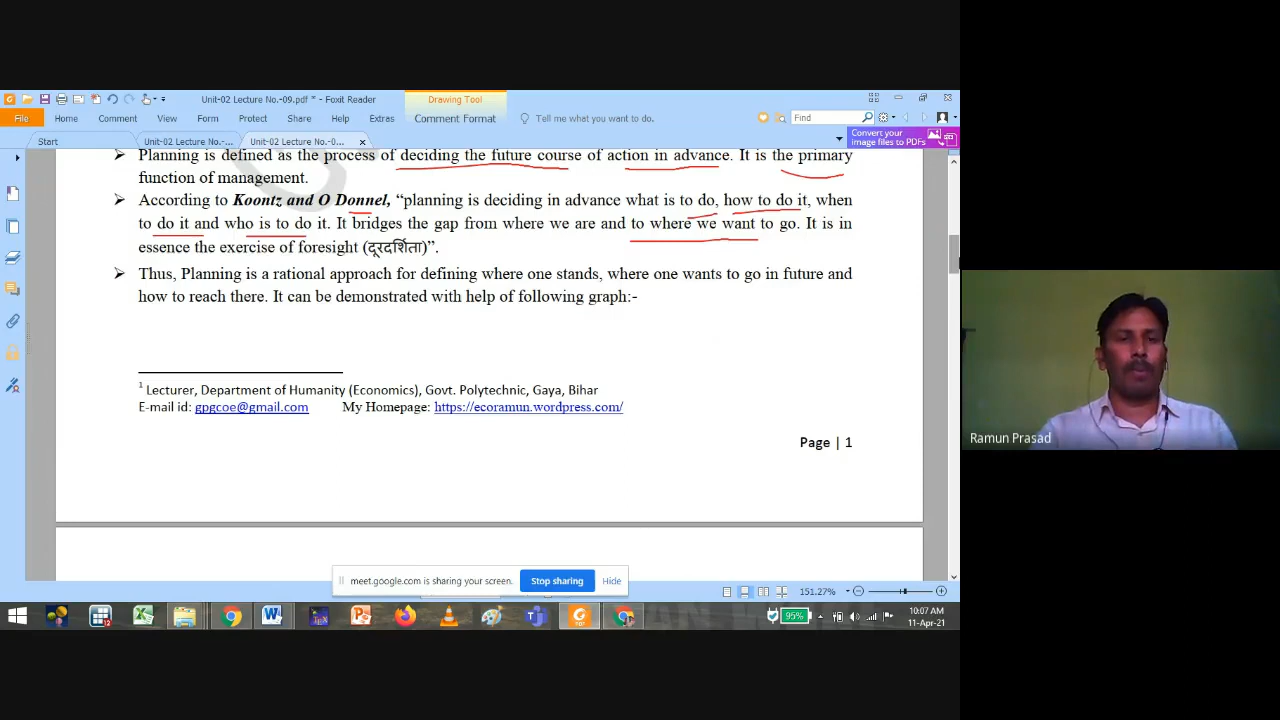 Unit-02 Lecture No.-09.pdf * - Foxit Reader
Drawing Tool
File Home Comment View Form Protect Share Help Extras Comment Format Tell me what you want to do. Find
Start Unit-02 Lecture No.-... Unit-02 Lecture No.-0... Convert your
image files to PDFs
Planning is defined as the process of deciding the future course of action in advance. It is the primary
function of management.
According to Koontz and O Donnel, “planning is deciding in advance what is to do, how to do it, when
to do it and who is to do it. It bridges the gap from where we are and to where we want to go. It is in
essence the exercise of foresight (दूरदर्शिता)”.
Thus, Planning is a rational approach for defining where one stands, where one wants to go in future and
how to reach there. It can be demonstrated with help of following graph:-
1 Lecturer, Department of Humanity (Economics), Govt. Polytechnic, Gaya, Bihar
E-mail id: gpgcoe@gmail.com My Homepage: https://ecoramun.wordpress.com/
Page | 1
Ramun Prasad
meet.google.com is sharing your screen. Stop sharing Hide
151.27%
95%
10:07 AM
11-Apr-21